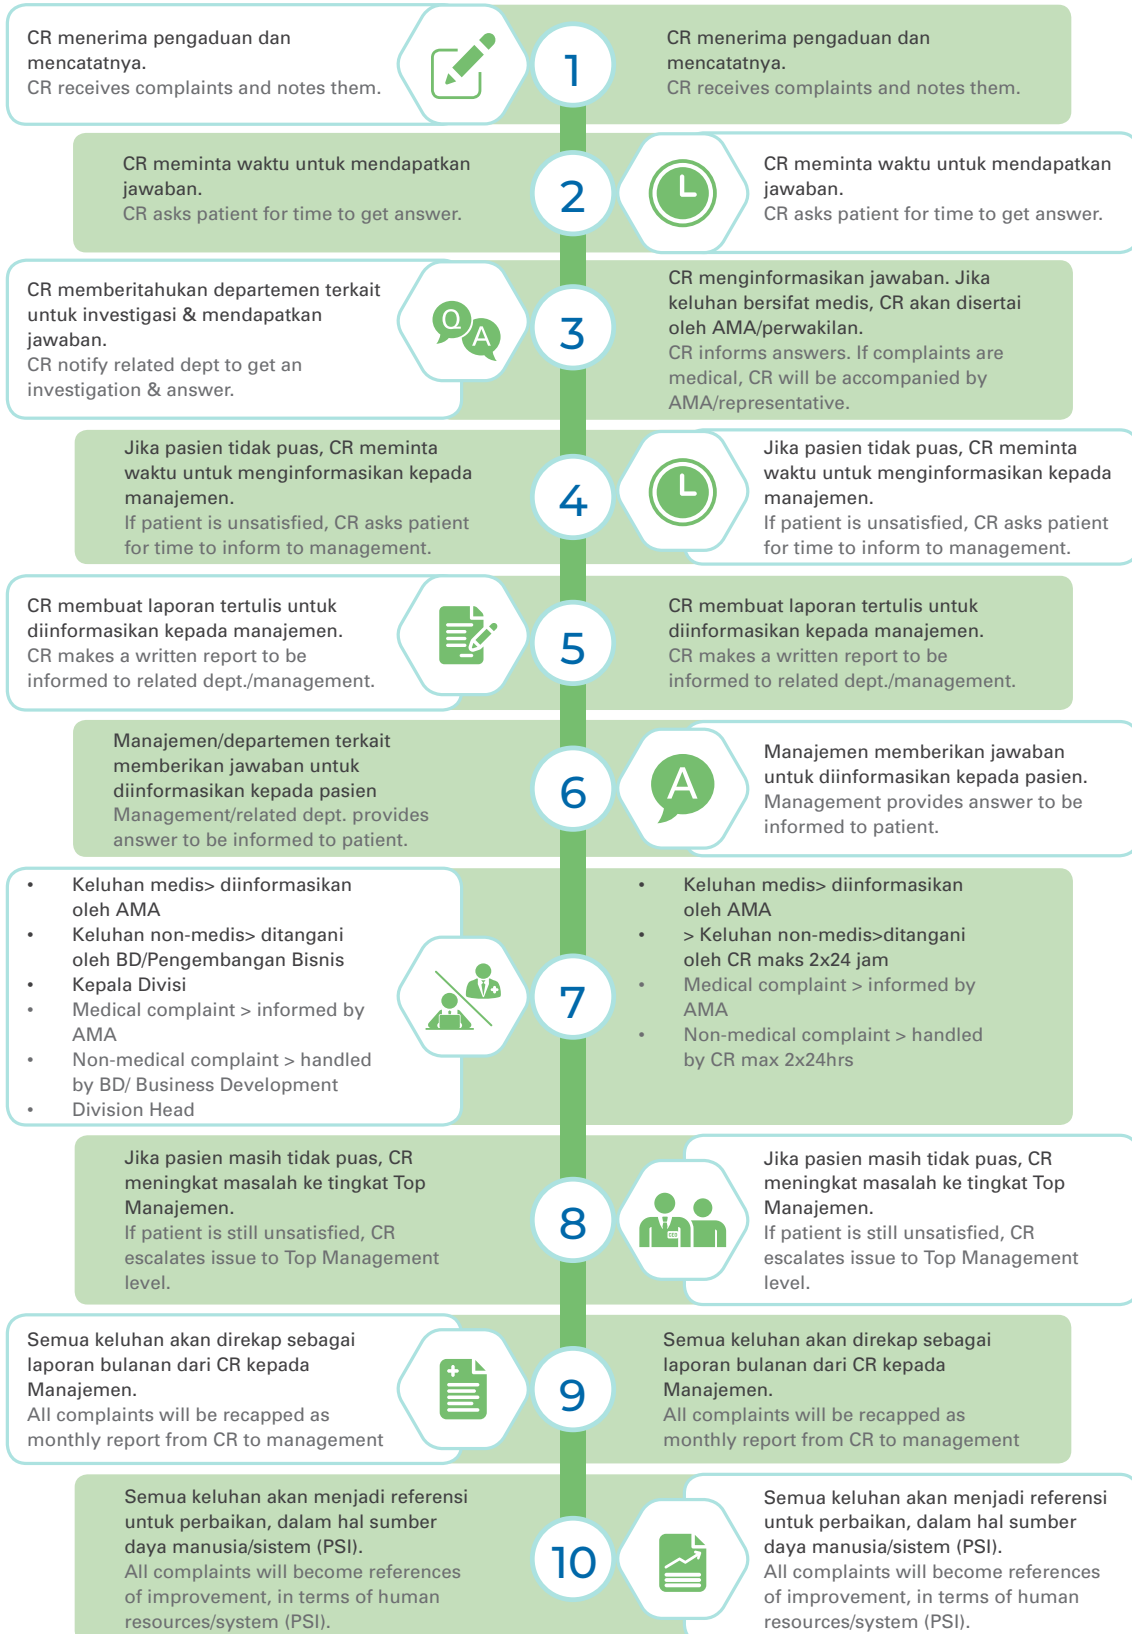 CR menerima pengaduan dan
mencatatnya.
CR receives complaints and notes them.
1
CR menerima pengaduan dan
mencatatnya.
CR receives complaints and notes them.
CR meminta waktu untuk mendapatkan
jawaban.
CR asks patient for time to get answer.
2
CR meminta waktu untuk mendapatkan
jawaban.
CR asks patient for time to get answer.
CR memberitahukan departemen terkait
untuk investigasi & mendapatkan
jawaban.
CR notify related dept to get an
investigation & answer.
Q
A
3
CR menginformasikan jawaban. Jika
keluhan bersifat medis, CR akan disertai
oleh AMA/perwakilan.
CR informs answers. If complaints are
medical, CR will be accompanied by
AMA/representative.
Jika pasien tidak puas, CR meminta
waktu untuk menginformasikan kepada
manajemen.
If patient is unsatisfied, CR asks patient
for time to inform to management.
4
Jika pasien tidak puas, CR meminta
waktu untuk menginformasikan kepada
manajemen.
If patient is unsatisfied, CR asks patient
for time to inform to management.
CR membuat laporan tertulis untuk
diinformasikan kepada manajemen.
CR makes a written report to be
informed to related dept./management.
5
CR membuat laporan tertulis untuk
diinformasikan kepada manajemen.
CR makes a written report to be
informed to related dept./management.
Manajemen/departemen terkait
memberikan jawaban untuk
diinformasikan kepada pasien
Management/related dept. provides
answer to be informed to patient.
6
A
Manajemen memberikan jawaban
untuk diinformasikan kepada pasien.
Management provides answer to be
informed to patient.
• Keluhan medis> diinformasikan
oleh AMA
• Keluhan non-medis> ditangani
oleh BD/Pengembangan Bisnis
• Kepala Divisi
• Medical complaint > informed by
AMA
• Non-medical complaint > handled
by BD/ Business Development
• Division Head
7
• Keluhan medis> diinformasikan
oleh AMA
• > Keluhan non-medis>ditangani
oleh CR maks 2x24 jam
• Medical complaint > informed by
AMA
• Non-medical complaint > handled
by CR max 2x24hrs
Jika pasien masih tidak puas, CR
meningkat masalah ke tingkat Top
Manajemen.
If patient is still unsatisfied, CR
escalates issue to Top Management
level.
8
CEO
Jika pasien masih tidak puas, CR
meningkat masalah ke tingkat Top
Manajemen.
If patient is still unsatisfied, CR
escalates issue to Top Management
level.
Semua keluhan akan direkap sebagai
laporan bulanan dari CR kepada
Manajemen.
All complaints will be recapped as
monthly report from CR to management
9
Semua keluhan akan direkap sebagai
laporan bulanan dari CR kepada
Manajemen.
All complaints will be recapped as
monthly report from CR to management
Semua keluhan akan menjadi referensi
untuk perbaikan, dalam hal sumber
daya manusia/sistem (PSI).
All complaints will become references
of improvement, in terms of human
resources/system (PSI).
10
Semua keluhan akan menjadi referensi
untuk perbaikan, dalam hal sumber
daya manusia/sistem (PSI).
All complaints will become references
of improvement, in terms of human
resources/system (PSI).